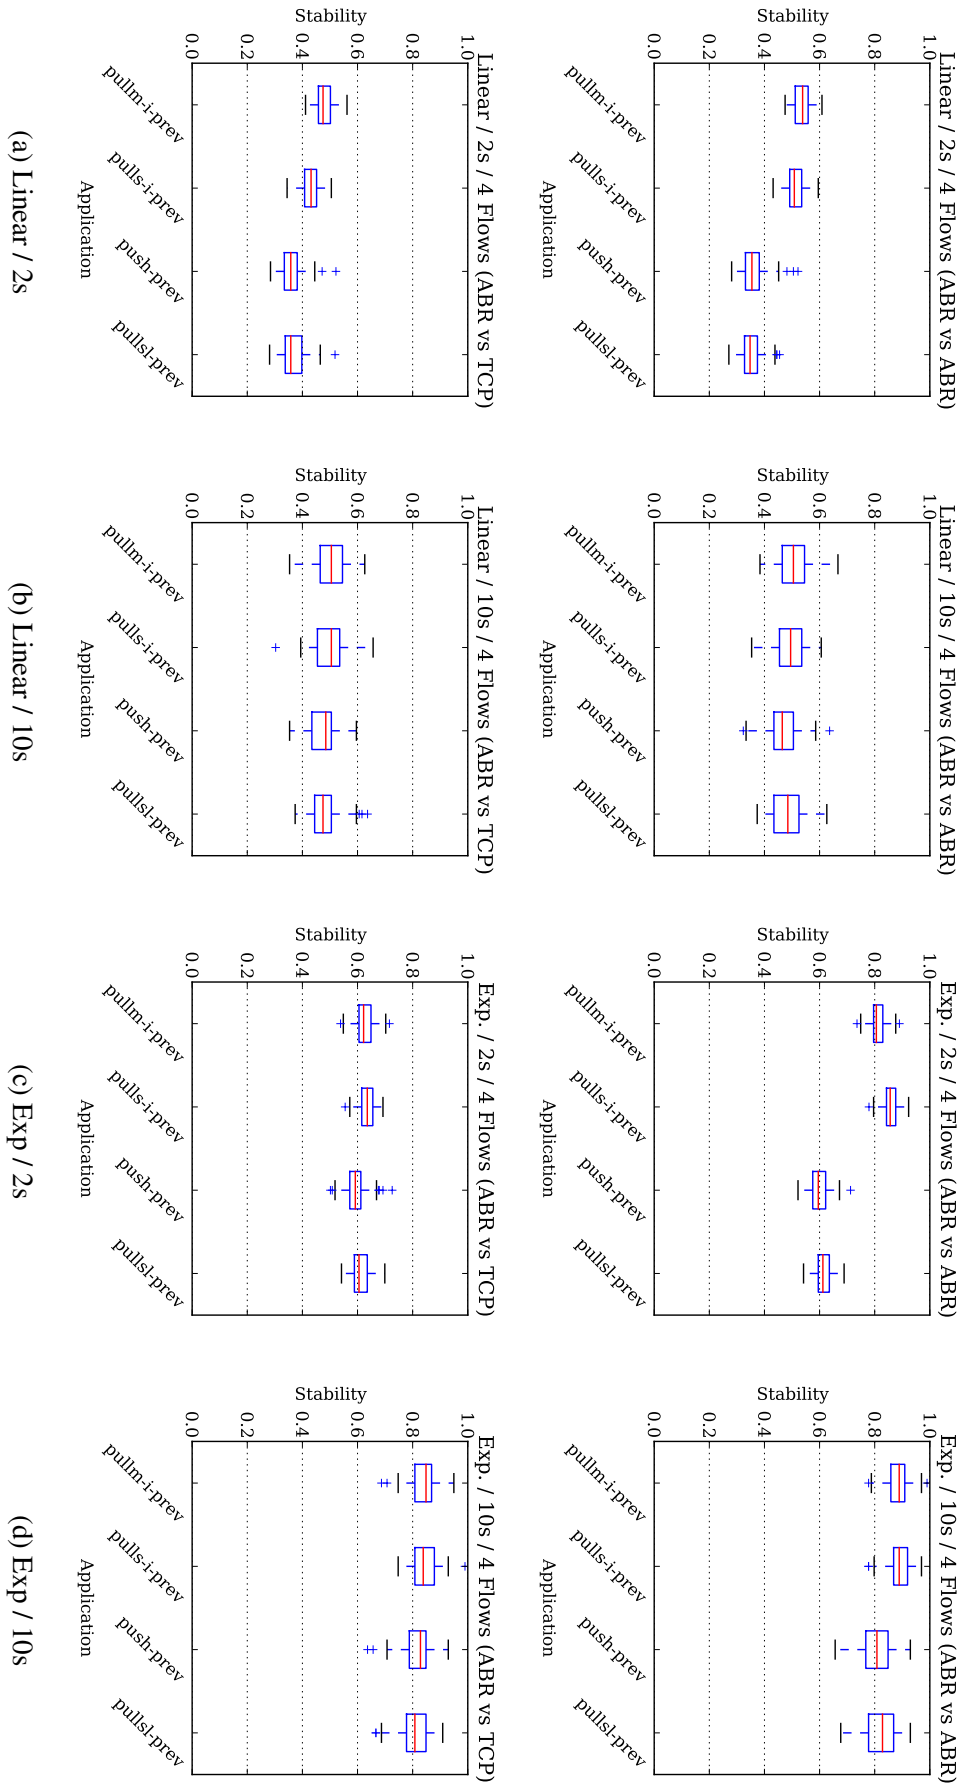 Linear / 2s / 4 Flows (ABR vs ABR)
Stability
1.0
0.8
0.6
0.4
0.2
0.0
pullm-i-prev
pulls-i-prev
push-prev
pullsl-prev
Application
Linear / 10s / 4 Flows (ABR vs ABR)
Stability
1.0
0.8
0.6
0.4
0.2
0.0
pullm-i-prev
pulls-i-prev
push-prev
pullsl-prev
Application
Exp. / 2s / 4 Flows (ABR vs ABR)
Stability
1.0
0.8
0.6
0.4
0.2
0.0
pullm-i-prev
pulls-i-prev
push-prev
pullsl-prev
Application
Exp. / 10s / 4 Flows (ABR vs ABR)
Stability
1.0
0.8
0.6
0.4
0.2
0.0
pullm-i-prev
pulls-i-prev
push-prev
pullsl-prev
Application
Linear / 2s / 4 Flows (ABR vs TCP)
Stability
1.0
0.8
0.6
0.4
0.2
0.0
pullm-i-prev
pulls-i-prev
push-prev
pullsl-prev
Application
Linear / 10s / 4 Flows (ABR vs TCP)
Stability
1.0
0.8
0.6
0.4
0.2
0.0
pullm-i-prev
pulls-i-prev
push-prev
pullsl-prev
Application
Exp. / 2s / 4 Flows (ABR vs TCP)
Stability
1.0
0.8
0.6
0.4
0.2
0.0
pullm-i-prev
pulls-i-prev
push-prev
pullsl-prev
Application
Exp. / 10s / 4 Flows (ABR vs TCP)
Stability
1.0
0.8
0.6
0.4
0.2
0.0
pullm-i-prev
pulls-i-prev
push-prev
pullsl-prev
Application
(a) Linear / 2s
(b) Linear / 10s
(c) Exp / 2s
(d) Exp / 10s